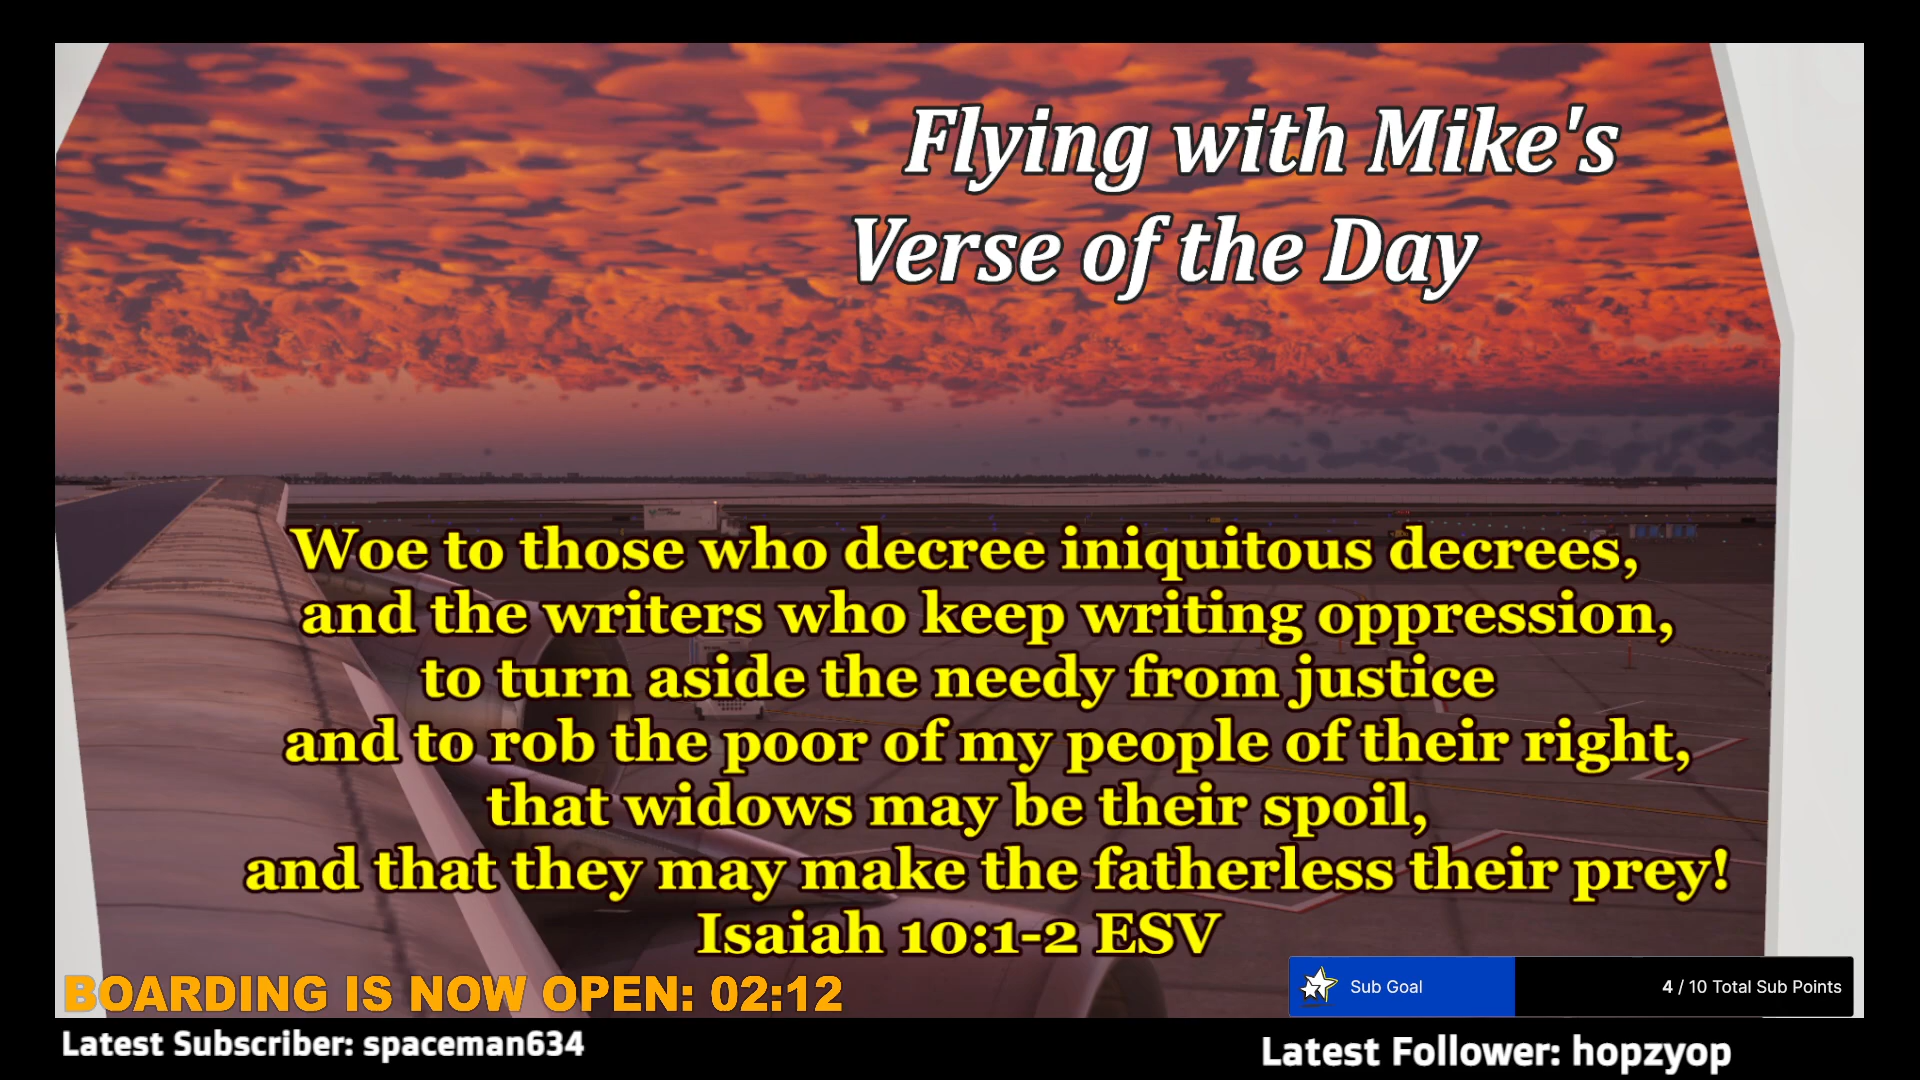 Flying with Mike's
Verse of the Day
Woe to those who decree iniquitous decrees,
and the writers who keep writing oppression,
to turn aside the needy from justice
and to rob the poor of my people of their right,
that widows may be their spoil,
and that they may make the fatherless their prey!
Isaiah 10:1-2 ESV
BOARDING IS NOW OPEN: 02:12
Sub Goal
4 / 10 Total Sub Points
Latest Subscriber: spaceman634
Latest Follower: hopzyop